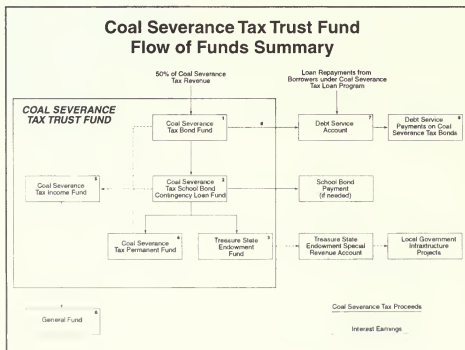 Coal Severance Tax Trust Fund
Flow of Funds Summary
50% of Coal Severance
Tax Revenue
Loan Repayments from
Borrowers under Coal Severance
Tax Loan Program
COAL SEVERANCE
TAX TRUST FUND
1
Coal Severance
Tax Bond Fund
7
Debt Service
Account
Debt Service
Payments on Coal
Severance Tax Bonds
Coal Severance
Tax Income Fund
2
Coal Severance
Tax School Bond
Contingency Loan Fund
School Bond
Payment
(if needed)
4
Coal Severance
Tax Permanent Fund
3
Treasure State
Endowment
Fund
Treasure State
Endowment Special
Revenue Account
Local Government
Infrastructure
Projects
General Fund
Coal Severance Tax Proceeds
Interest Earnings